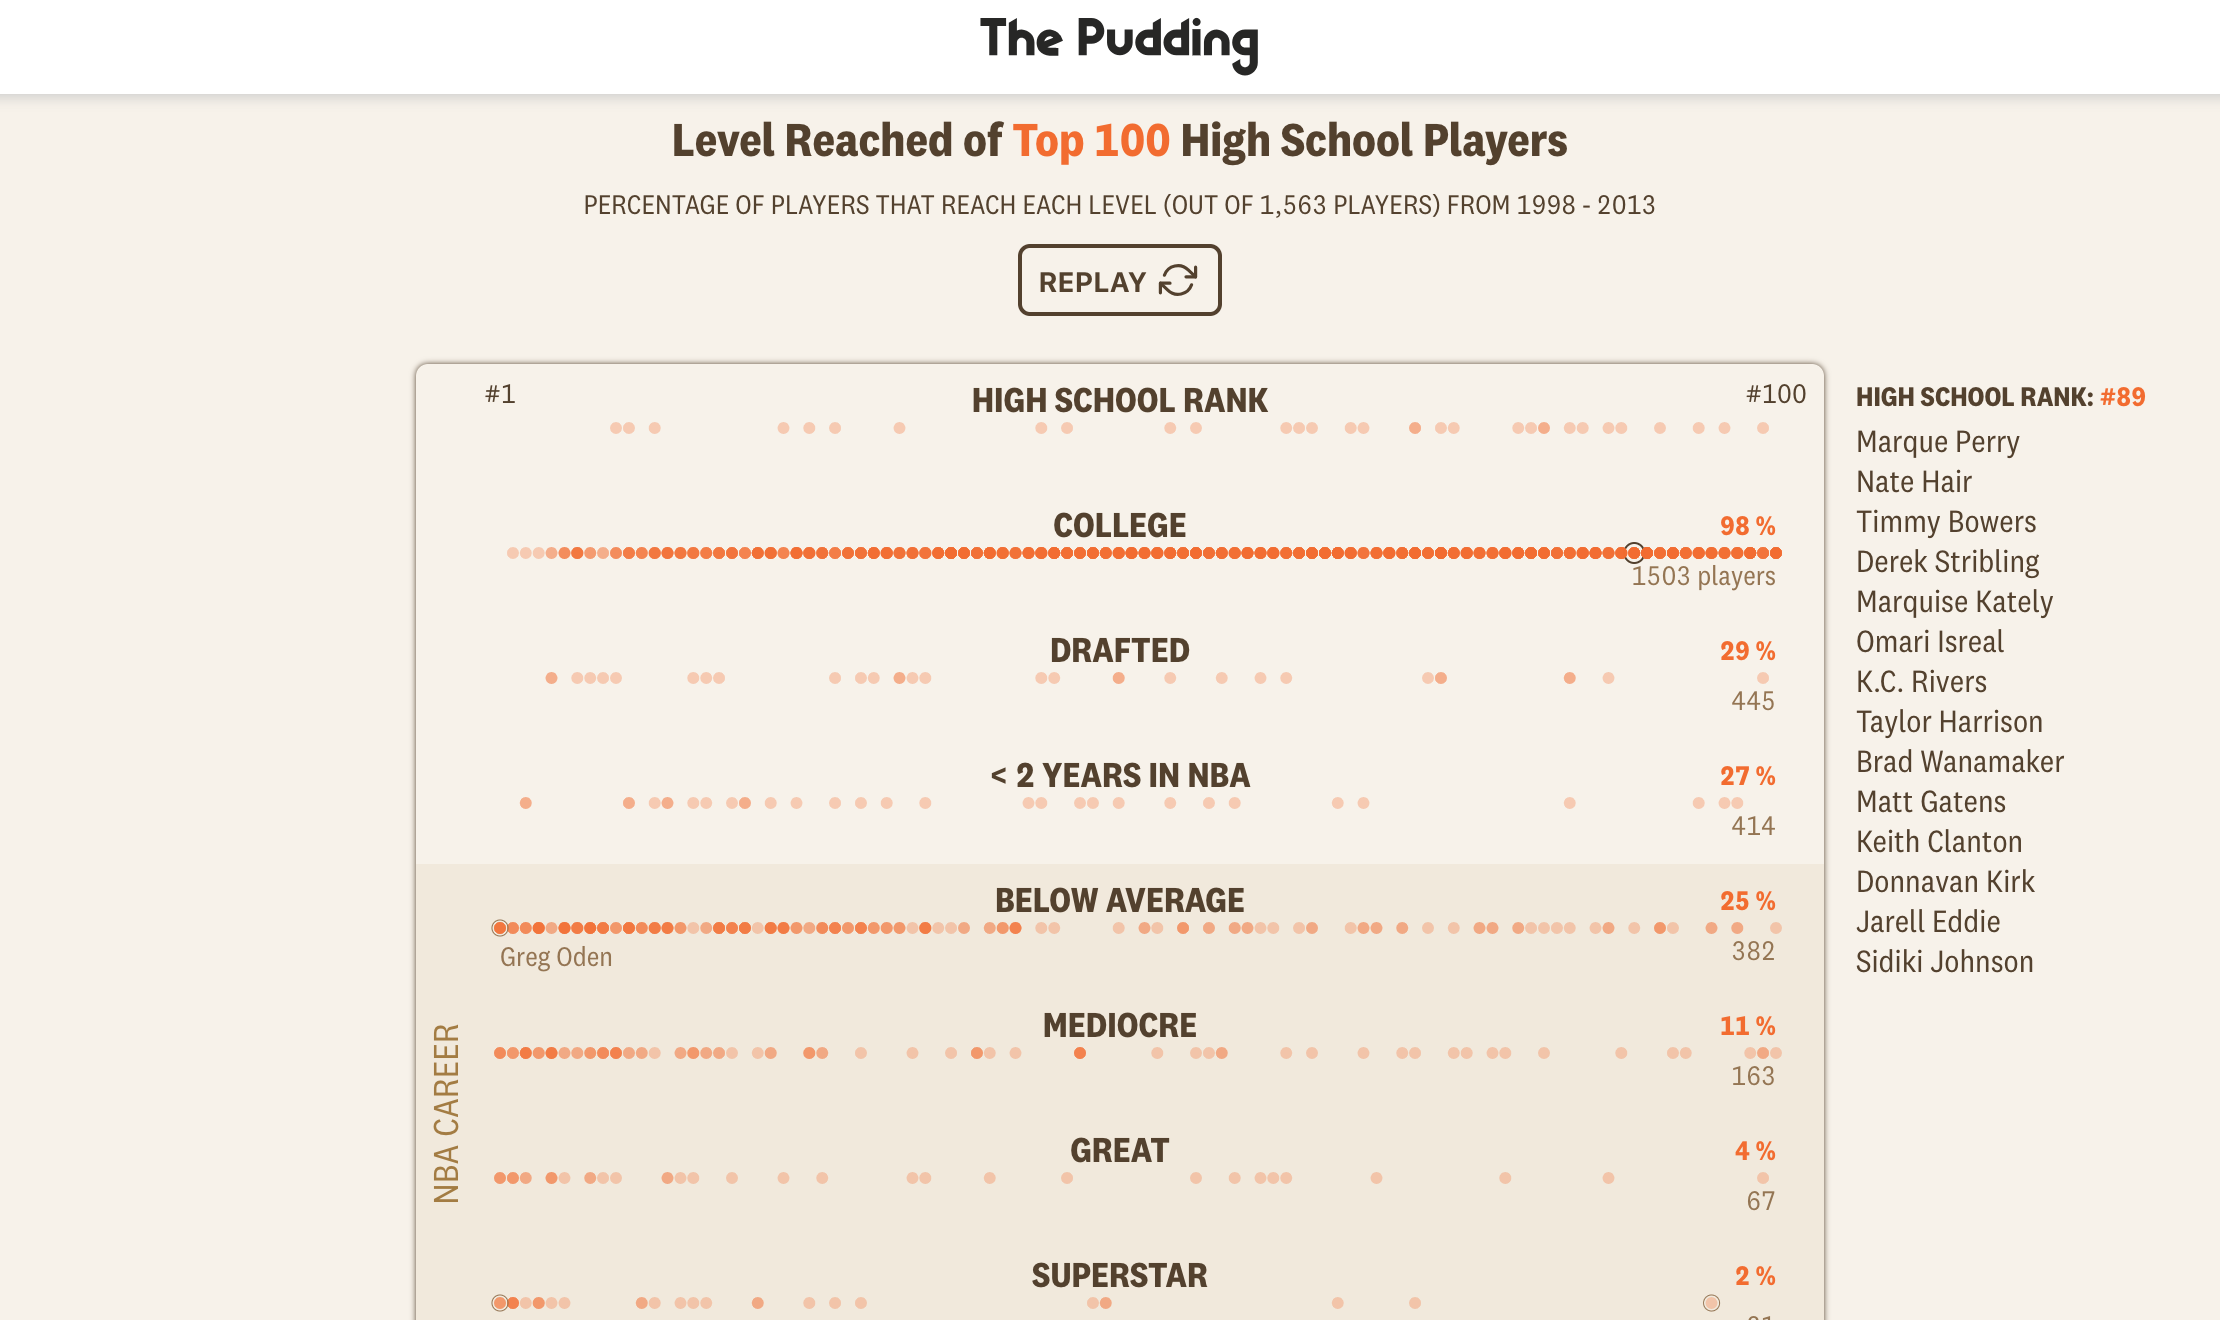 The Pudding
Level Reached of Top 100 High School Players
PERCENTAGE OF PLAYERS THAT REACH EACH LEVEL (OUT OF 1,563 PLAYERS) FROM 1998 - 2013
REPLAY
#1
HIGH SCHOOL RANK
#100
COLLEGE
98 %
1503 players
DRAFTED
29 %
445
< 2 YEARS IN NBA
27 %
414
BELOW AVERAGE
25 %
Greg Oden
382
NBA CAREER
MEDIOCRE
11 %
163
GREAT
4 %
67
SUPERSTAR
2 %
HIGH SCHOOL RANK: #89
Marque Perry
Nate Hair
Timmy Bowers
Derek Stribling
Marquise Kately
Omari Isreal
K.C. Rivers
Taylor Harrison
Brad Wanamaker
Matt Gatens
Keith Clanton
Donnavan Kirk
Jarell Eddie
Sidiki Johnson